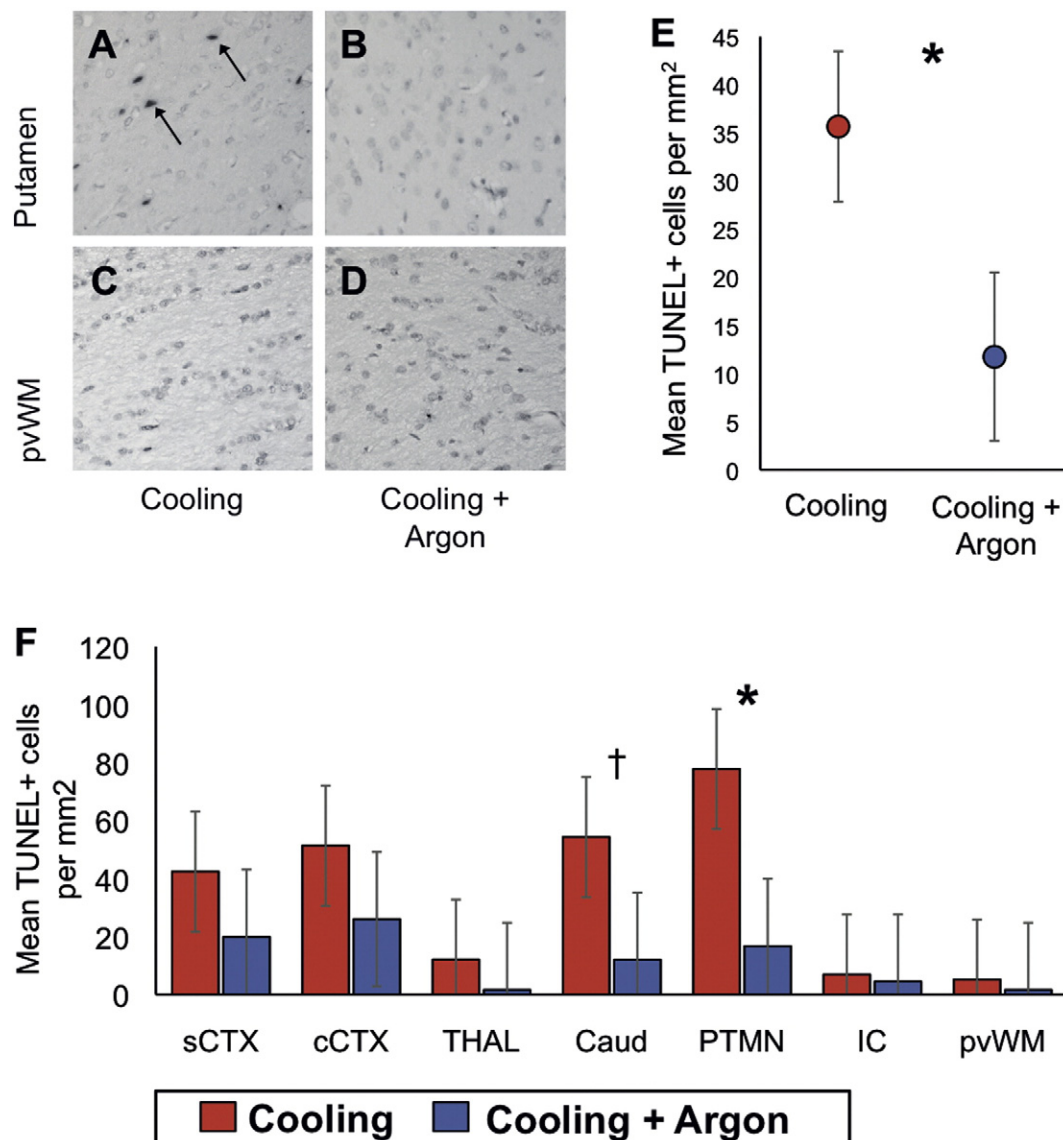 A
B
Putamen
C
D
pvWM
Cooling
Cooling +
Argon
E
*
Mean TUNEL+ cells per mm²
45
40
35
30
25
20
15
10
5
0
Cooling
Cooling +
Argon
F
Mean TUNEL+ cells
per mm2
120
100
80
60
40
20
0
†
*
sCTX cCTX THAL Caud PTMN IC pvWM
Cooling Cooling + Argon